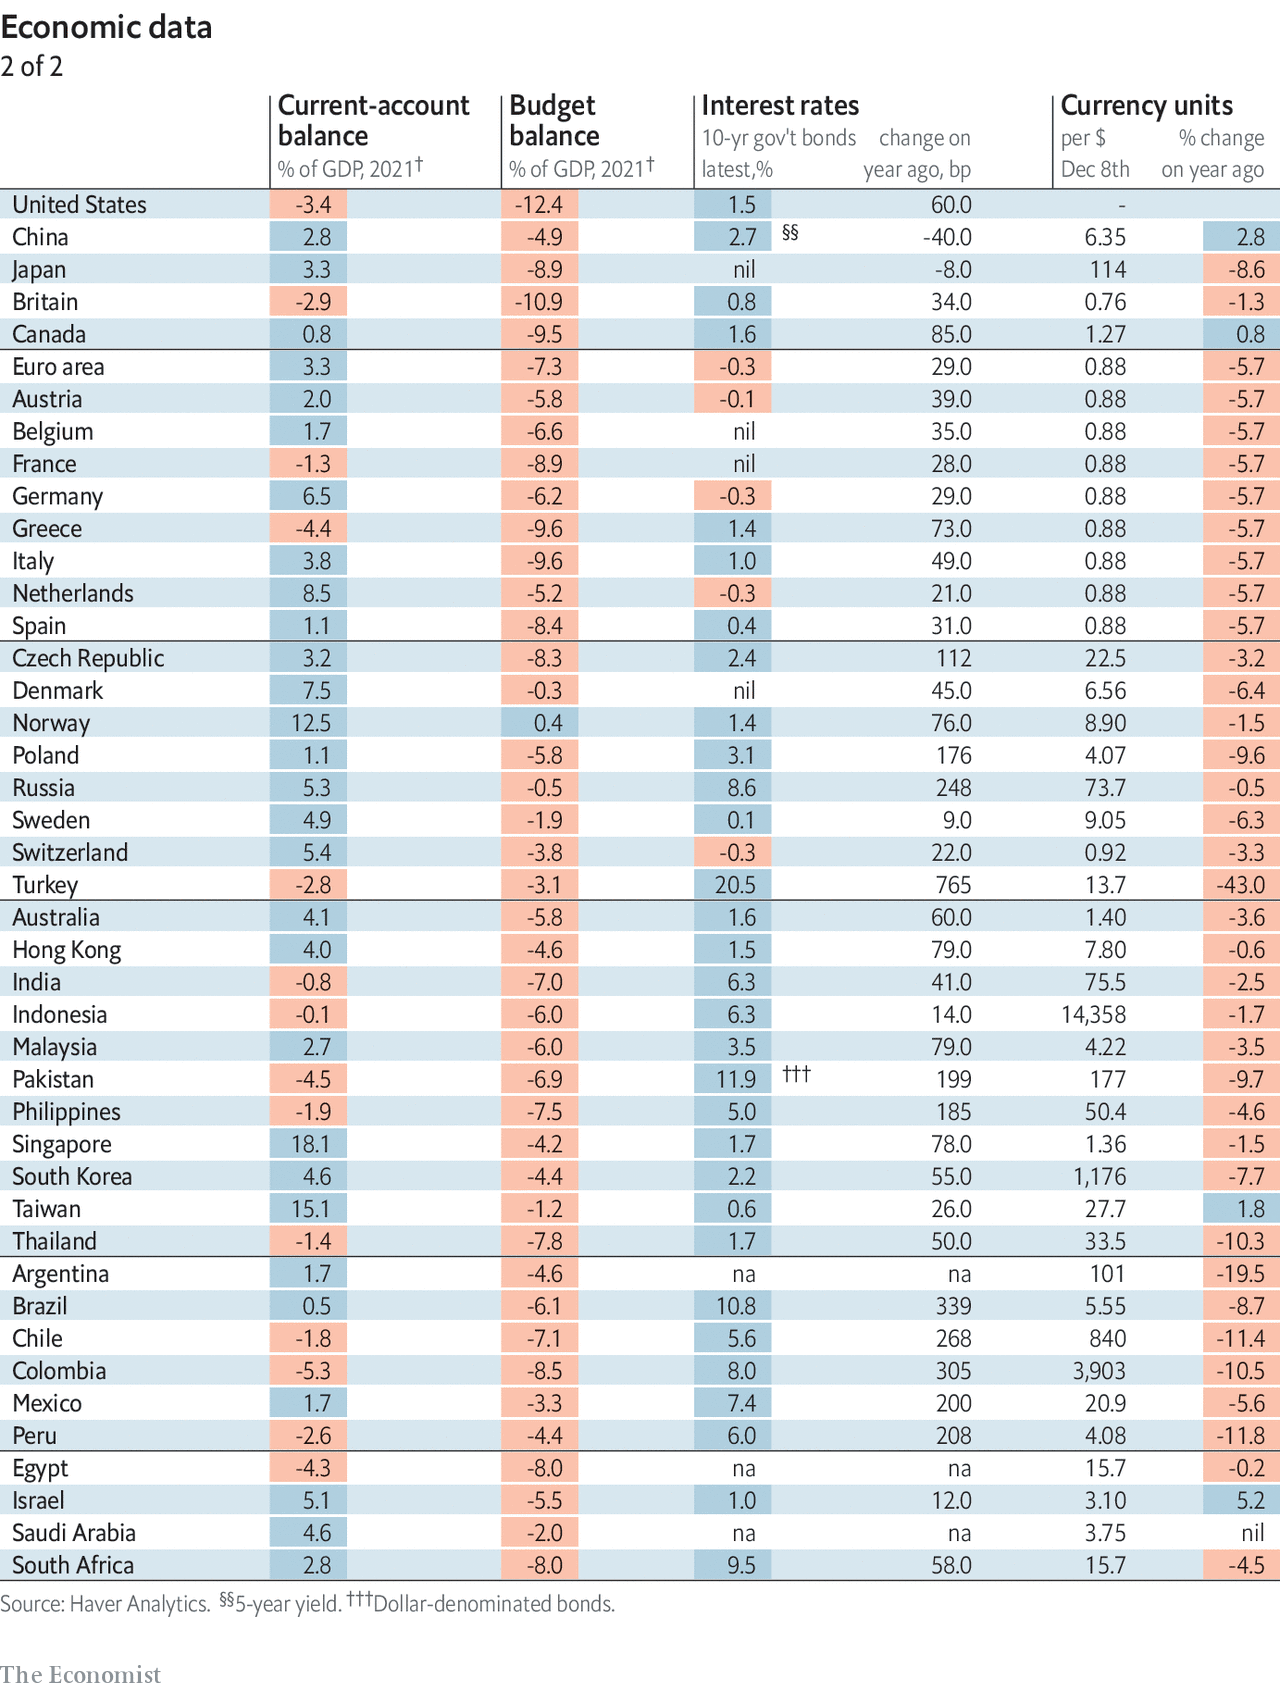 Economic data
2 of 2
Current-account balance % of GDP, 2021† Budget balance % of GDP, 2021† Interest rates 10-yr gov't bonds latest,% change on year ago, bp Currency units per $ Dec 8th % change on year ago
United States -3.4 -12.4 1.5 60.0 -
China 2.8 -4.9 2.7 §§ -40.0 6.35 2.8
Japan 3.3 -8.9 nil -8.0 114 -8.6
Britain -2.9 -10.9 0.8 34.0 0.76 -1.3
Canada 0.8 -9.5 1.6 85.0 1.27 0.8
Euro area 3.3 -7.3 -0.3 29.0 0.88 -5.7
Austria 2.0 -5.8 -0.1 39.0 0.88 -5.7
Belgium 1.7 -6.6 nil 35.0 0.88 -5.7
France -1.3 -8.9 nil 28.0 0.88 -5.7
Germany 6.5 -6.2 -0.3 29.0 0.88 -5.7
Greece -4.4 -9.6 1.4 73.0 0.88 -5.7
Italy 3.8 -9.6 1.0 49.0 0.88 -5.7
Netherlands 8.5 -5.2 -0.3 21.0 0.88 -5.7
Spain 1.1 -8.4 0.4 31.0 0.88 -5.7
Czech Republic 3.2 -8.3 2.4 112 22.5 -3.2
Denmark 7.5 -0.3 nil 45.0 6.56 -6.4
Norway 12.5 0.4 1.4 76.0 8.90 -1.5
Poland 1.1 -5.8 3.1 176 4.07 -9.6
Russia 5.3 -0.5 8.6 248 73.7 -0.5
Sweden 4.9 -1.9 0.1 9.0 9.05 -6.3
Switzerland 5.4 -3.8 -0.3 22.0 0.92 -3.3
Turkey -2.8 -3.1 20.5 765 13.7 -43.0
Australia 4.1 -5.8 1.6 60.0 1.40 -3.6
Hong Kong 4.0 -4.6 1.5 79.0 7.80 -0.6
India -0.8 -7.0 6.3 41.0 75.5 -2.5
Indonesia -0.1 -6.0 6.3 14.0 14,358 -1.7
Malaysia 2.7 -6.0 3.5 79.0 4.22 -3.5
Pakistan -4.5 -6.9 11.9 ††† 199 177 -9.7
Philippines -1.9 -7.5 5.0 185 50.4 -4.6
Singapore 18.1 -4.2 1.7 78.0 1.36 -1.5
South Korea 4.6 -4.4 2.2 55.0 1,176 -7.7
Taiwan 15.1 -1.2 0.6 26.0 27.7 1.8
Thailand -1.4 -7.8 1.7 50.0 33.5 -10.3
Argentina 1.7 -4.6 na na 101 -19.5
Brazil 0.5 -6.1 10.8 339 5.55 -8.7
Chile -1.8 -7.1 5.6 268 840 -11.4
Colombia -5.3 -8.5 8.0 305 3,903 -10.5
Mexico 1.7 -3.3 7.4 200 20.9 -5.6
Peru -2.6 -4.4 6.0 208 4.08 -11.8
Egypt -4.3 -8.0 na na 15.7 -0.2
Israel 5.1 -5.5 1.0 12.0 3.10 5.2
Saudi Arabia 4.6 -2.0 na na 3.75 nil
South Africa 2.8 -8.0 9.5 58.0 15.7 -4.5
Source: Haver Analytics. §§5-year yield. †††Dollar-denominated bonds.
The Economist